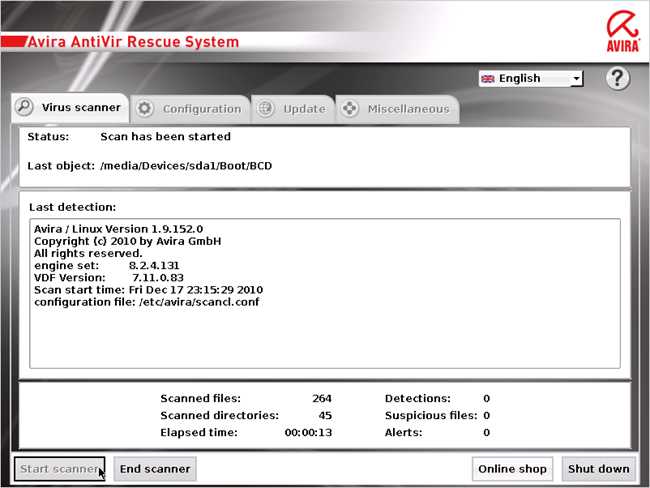 Avira AntiVir Rescue System
AVIRA
English
?
Virus scanner
Configuration
Update
Miscellaneous
Status: Scan has been started
Last object: /media/Devices/sda1/Boot/BCD
Last detection:
Avira / Linux Version 1.9.152.0
Copyright (c) 2010 by Avira GmbH
All rights reserved.
engine set: 8.2.4.131
VDF Version: 7.11.0.83
Scan start time: Fri Dec 17 23:15:29 2010
configuration file: /etc/avira/scancl.conf
Scanned files: 264 Detections: 0
Scanned directories: 45 Suspicious files: 0
Elapsed time: 00:00:13 Alerts: 0
Start scanner
End scanner
Online shop
Shut down